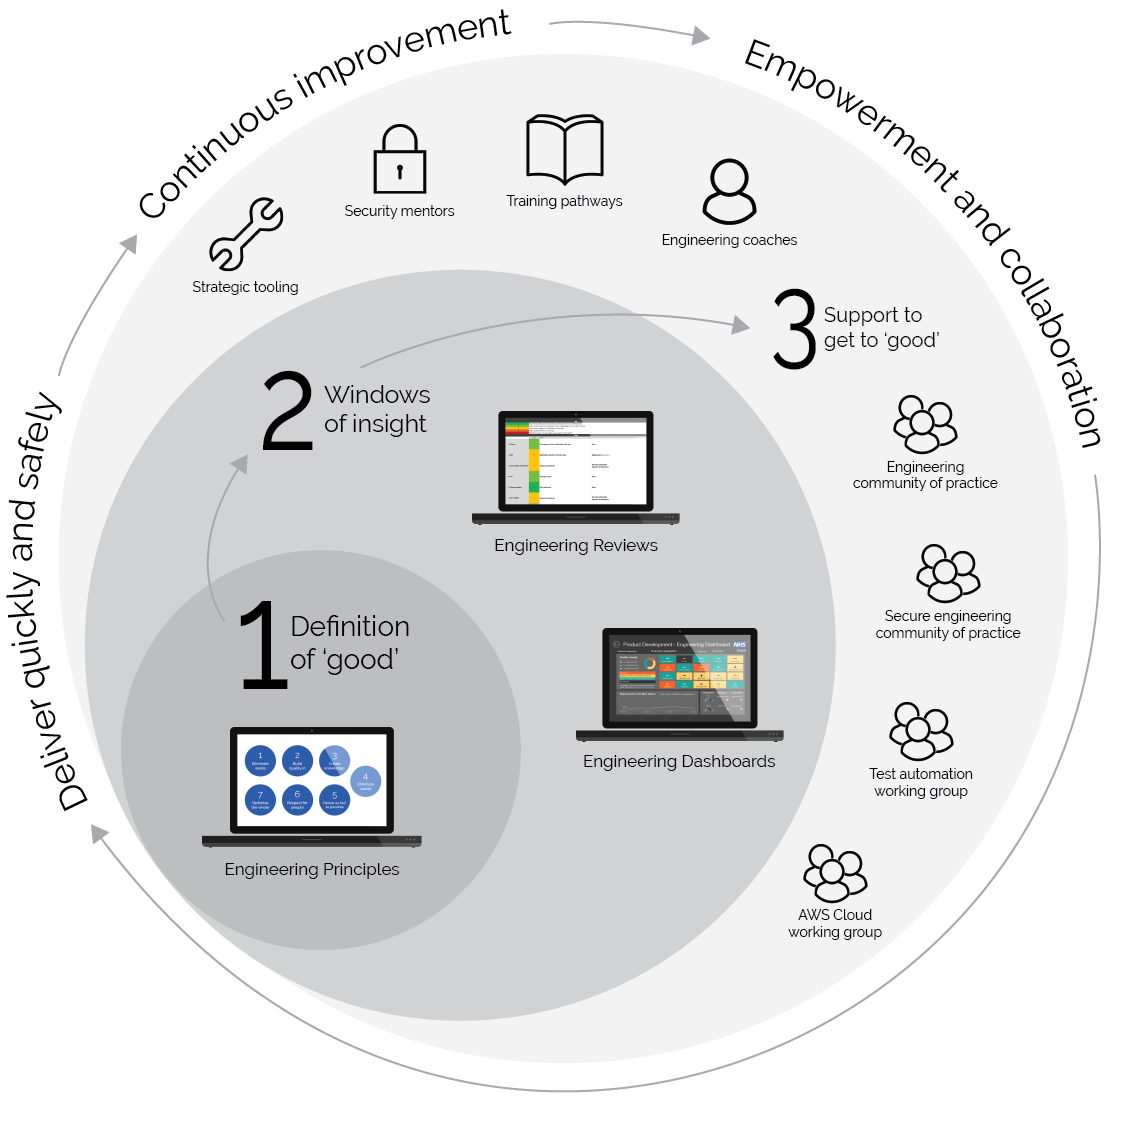 Continuous improvement
Empowerment and collaboration
Deliver quickly and safely
Strategic tooling
Security mentors
Training pathways
Engineering coaches
3 Support to
get to ‘good’
2 Windows
of insight
Engineering Reviews
Engineering
community of practice
Secure engineering
community of practice
Test automation
working group
AWS Cloud
working group
1 Definition
of ‘good’
Product Development - Engineering Dashboard NHS
Engineering Dashboards
1
Eliminate
waste
2
Build
quality in
3
Create
knowledge
4
Eliminate
waste
7
Optimise
the whole
6
Respect for
people
5
Deliver as fast
as possible
Engineering Principles